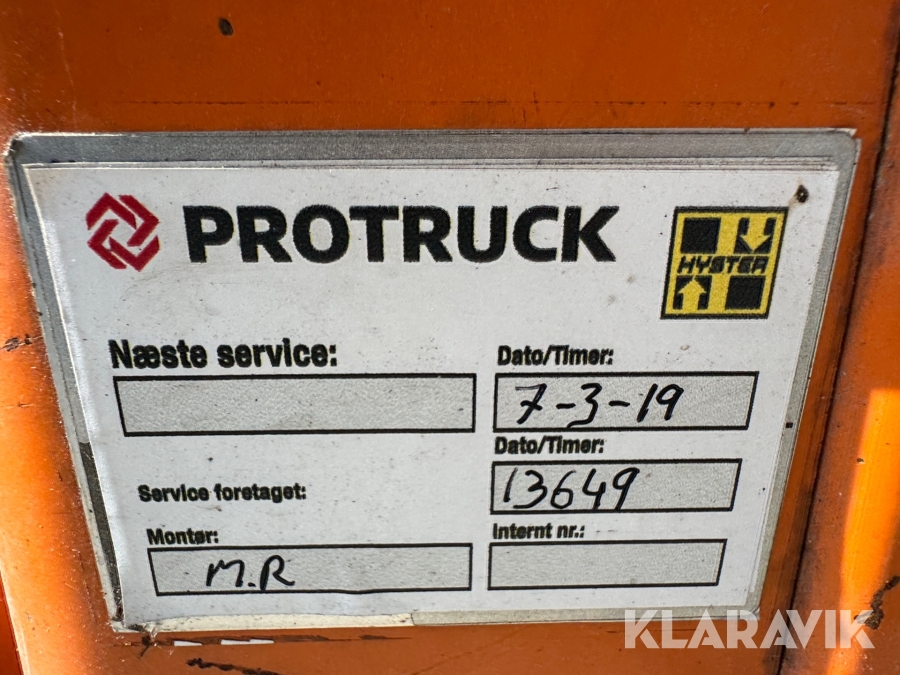 PROTRUCK
HYSTER
Næste service:
Dato/Timer:
7-3-19
Dato/Timer:
13649
Service foretaget:
Montør:
Internt nr.:
M.R
KLARAVIK